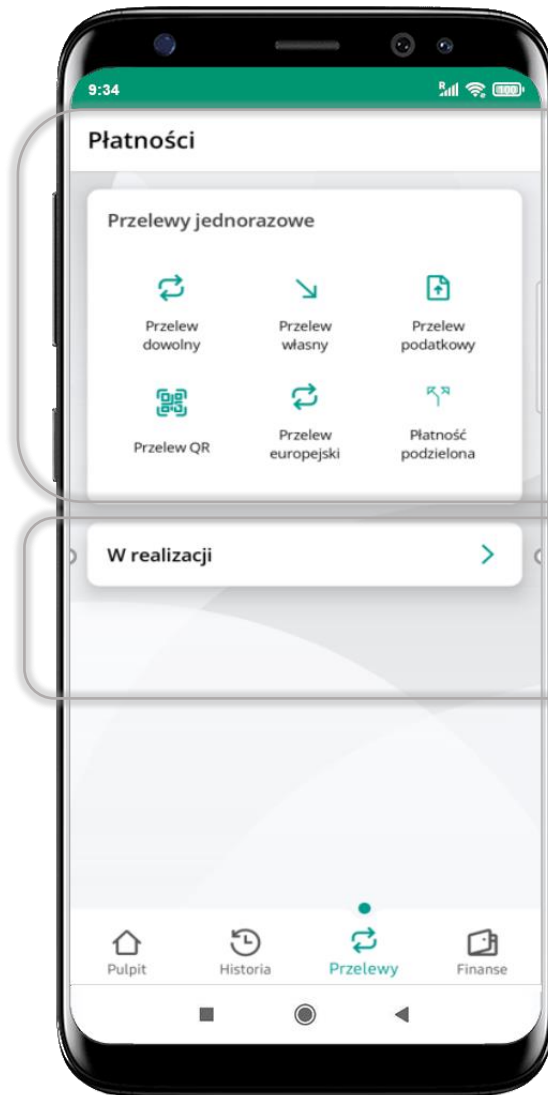 9:34
R
100
Płatności
Przelewy jednorazowe
Przelew
dowolny
Przelew
własny
Przelew
podatkowy
Przelew QR
Przelew
europejski
Płatność
podzielona
W realizacji
Pulpit
Historia
Przelewy
Finanse